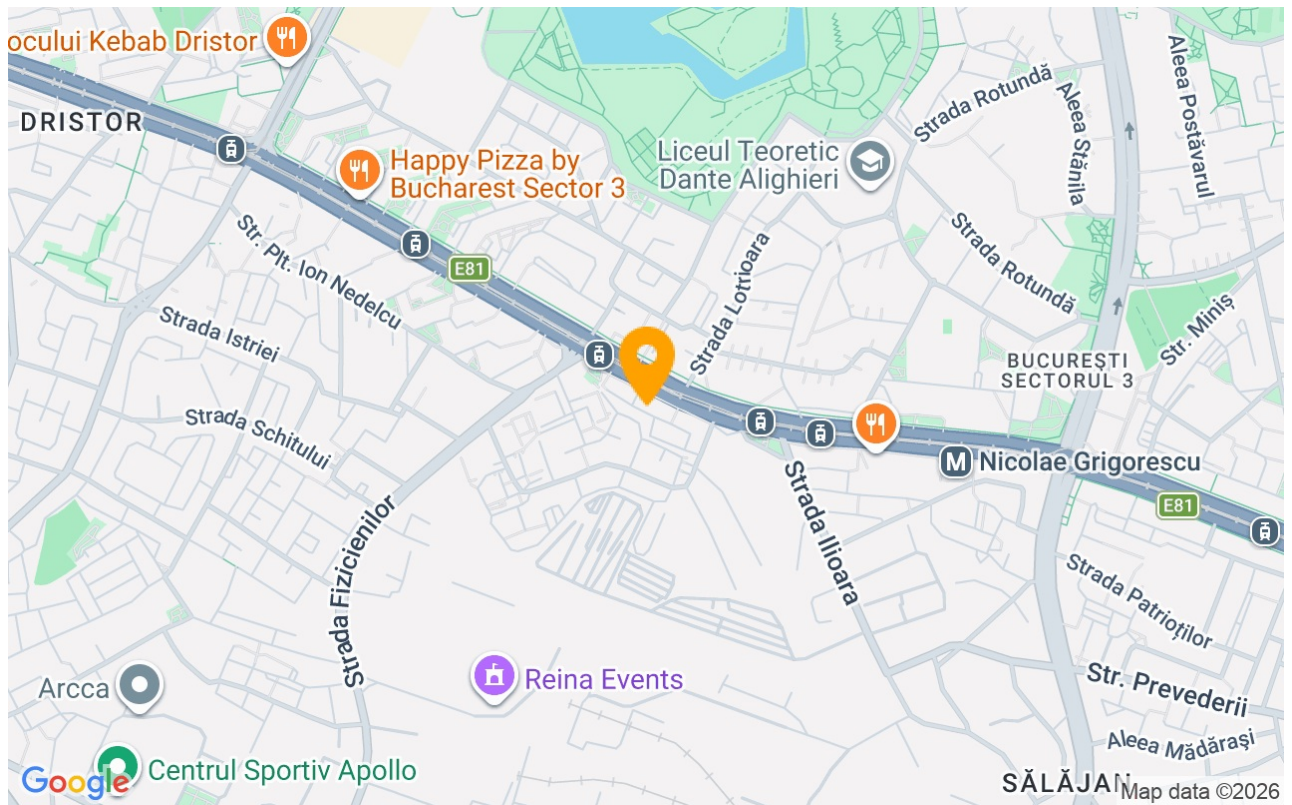 ocului Kebab Dristor
DRISTOR
Happy Pizza by
Bucharest Sector 3
Liceul Teoretic
Dante Alighieri
Strada Rotundă
Aleea Stănila
Aleea Postăvarul
Str. Plt. Ion Nedelcu
E81
Strada Lotrioara
Strada Rotundă
Str. Miniș
Strada Istriei
BUCUREȘTI
SECTORUL 3
Strada Schitului
M
Nicolae Grigorescu
E81
Strada Fizicienilor
Strada Ilioara
Strada Patrioților
Str. Prevederii
Aleea Mădărași
Arcca
Reina Events
Centrul Sportiv Apollo
Google
SĂLĂJAN
Map data ©2026